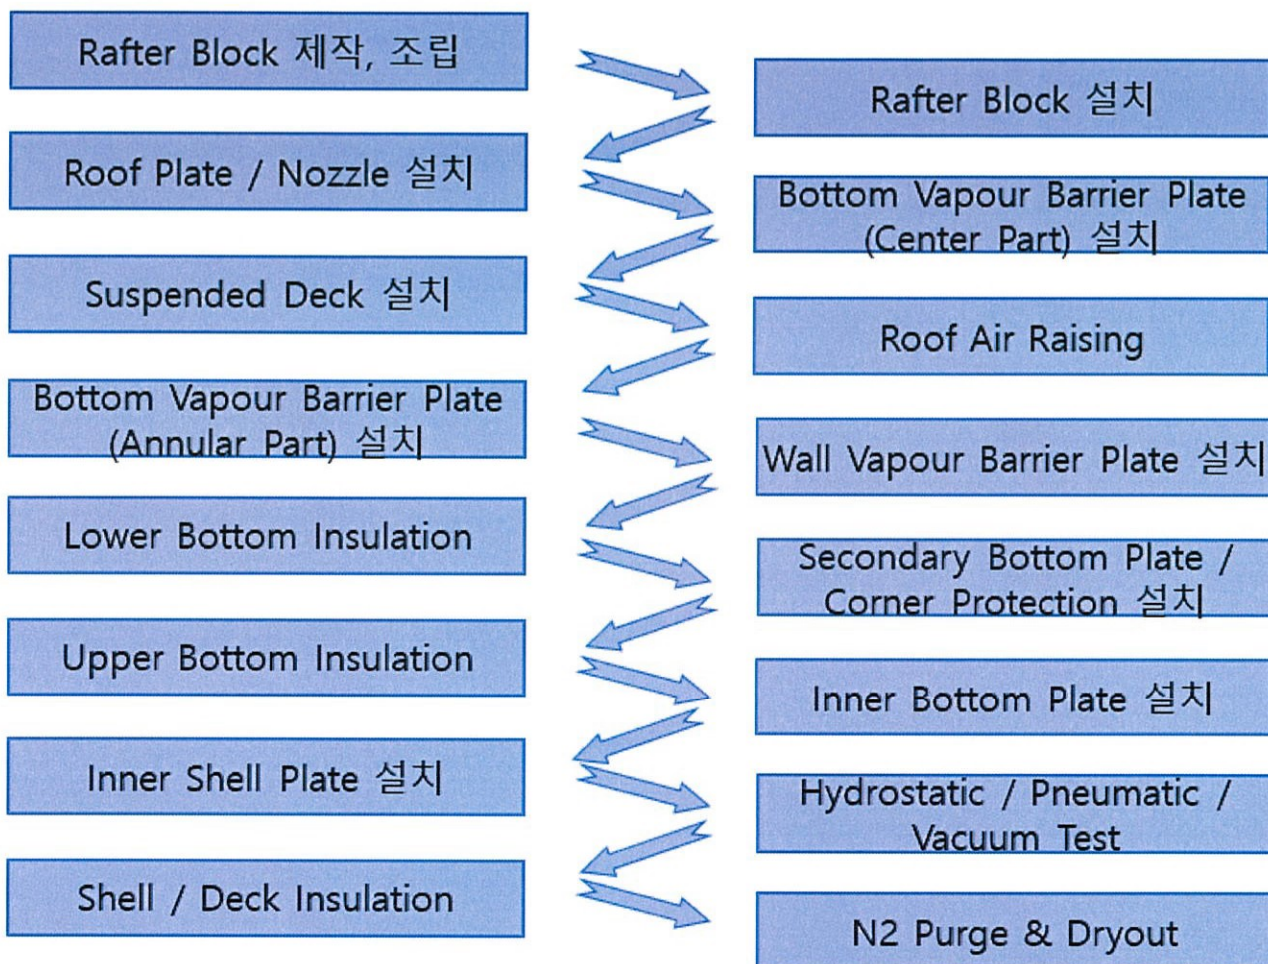 Rafter Block 제작, 조립
Rafter Block 설치
Roof Plate / Nozzle 설치
Bottom Vapour Barrier Plate
(Center Part) 설치
Suspended Deck 설치
Roof Air Raising
Bottom Vapour Barrier Plate
(Annular Part) 설치
Wall Vapour Barrier Plate 설치
Lower Bottom Insulation
Secondary Bottom Plate /
Corner Protection 설치
Upper Bottom Insulation
Inner Bottom Plate 설치
Inner Shell Plate 설치
Hydrostatic / Pneumatic /
Vacuum Test
Shell / Deck Insulation
N2 Purge & Dryout